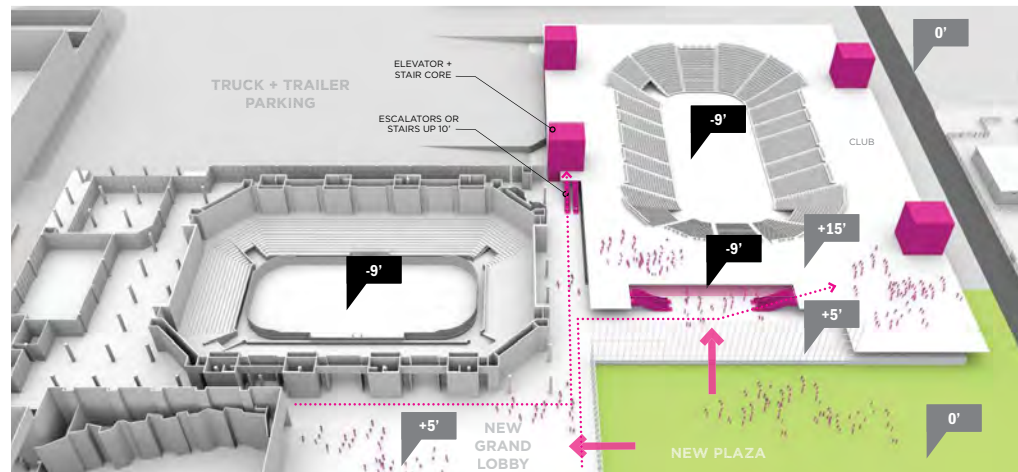 0'
ELEVATOR +
STAIR CORE
TRUCK + TRAILER
PARKING
ESCALATORS OR
STAIRS UP 10'
-9'
CLUB
+15'
-9'
-9'
+5'
+5'
NEW
GRAND
LOBBY
NEW PLAZA
0'